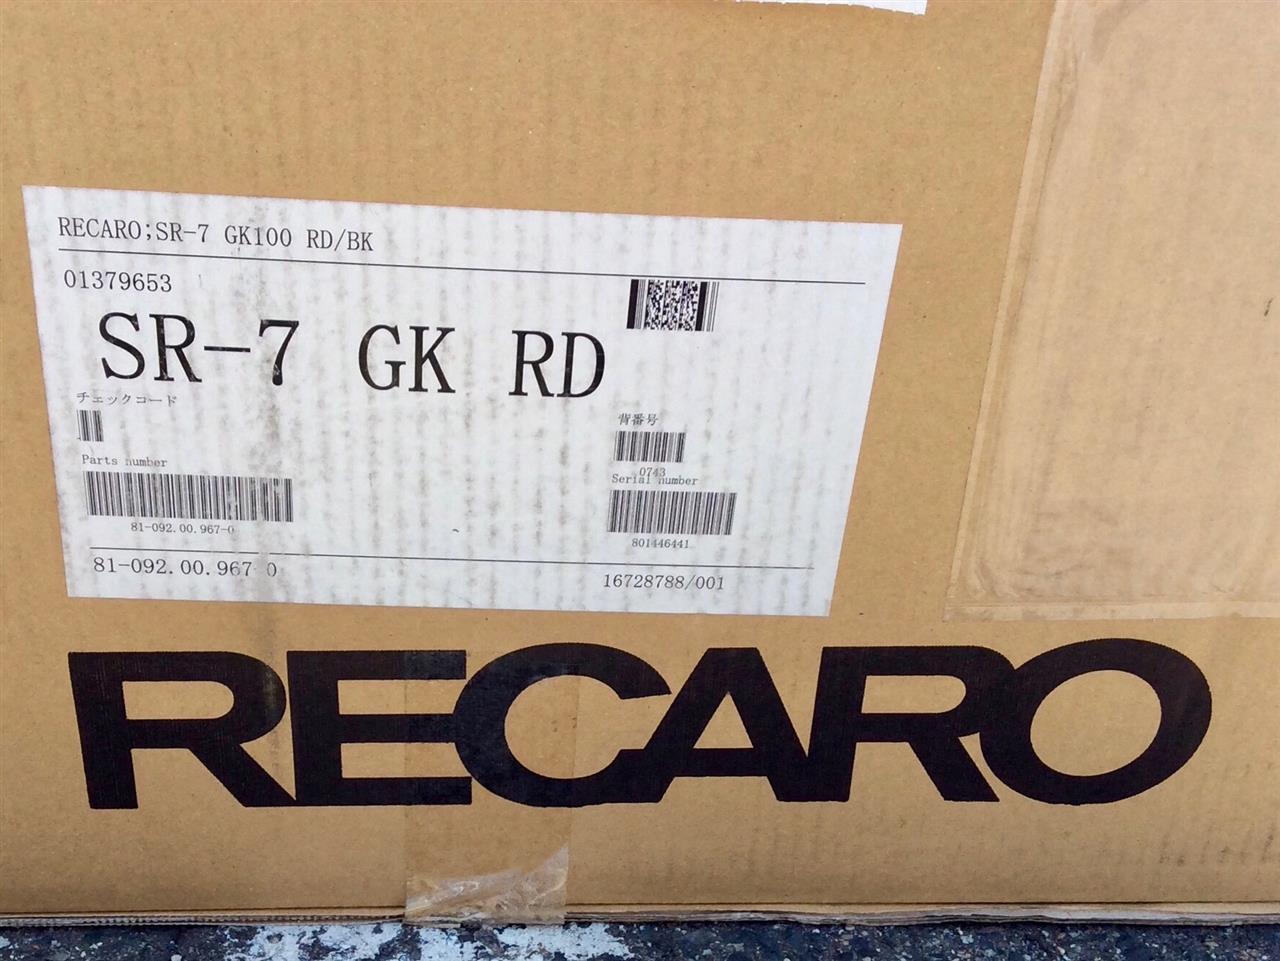 RECARO;SR-7 GK100 RD/BK
01379653
SR-7 GK RD
チェックコード
背番号
0743
Parts number
Serial number
81-092.00.967-0
801446441
81-092.00.967 0
16728788/001
RECARO